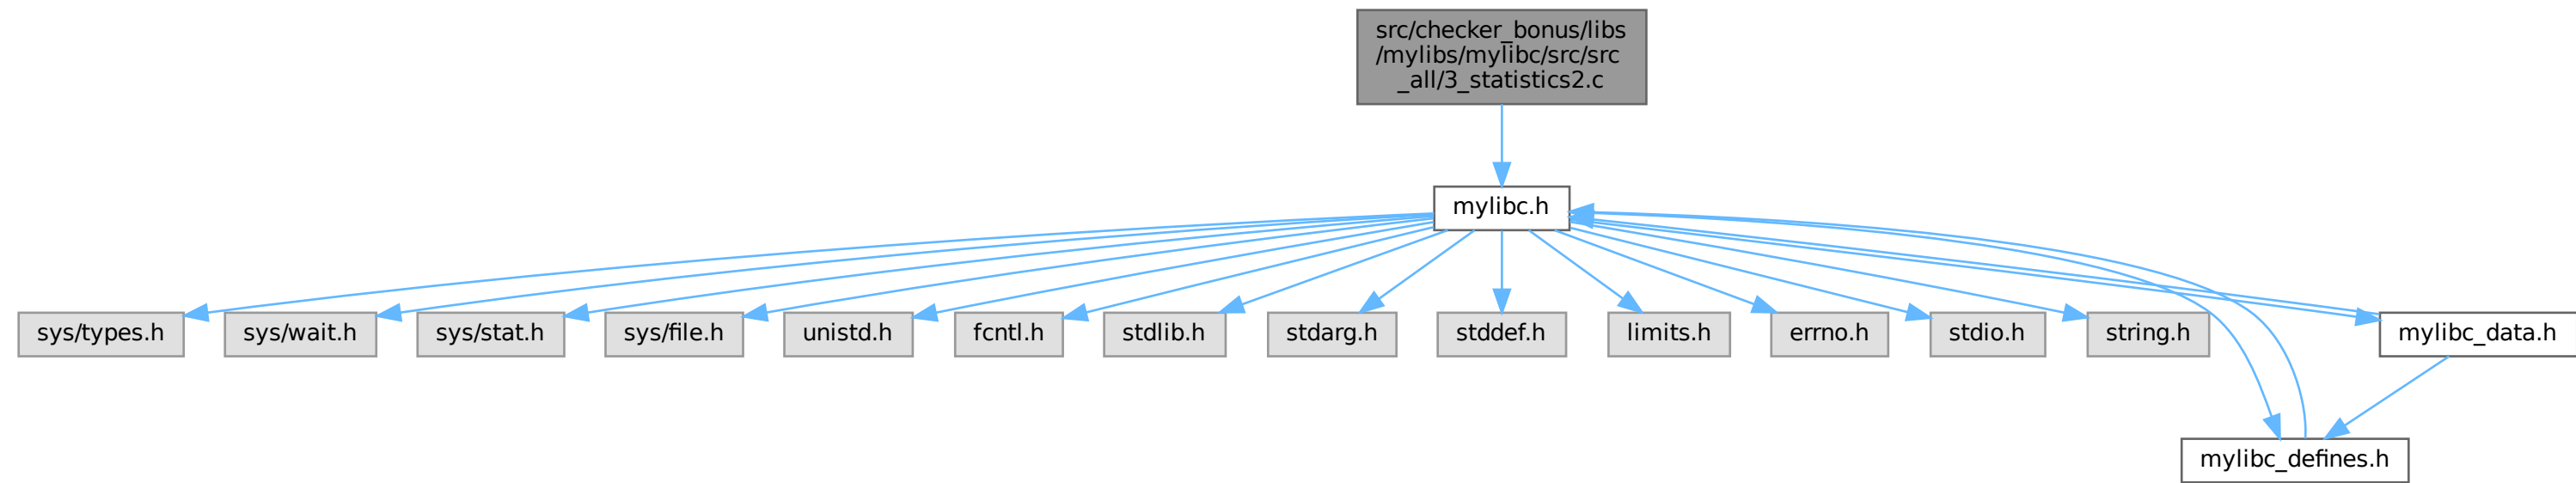 src/checker_bonus/libs
/mylibs/mylibc/src/src
_all/3_statistics2.c
mylibc.h
sys/types.h
sys/wait.h
sys/stat.h
sys/file.h
unistd.h
fcntl.h
stdlib.h
stdarg.h
stddef.h
limits.h
errno.h
stdio.h
string.h
mylibc_data.h
mylibc_defines.h